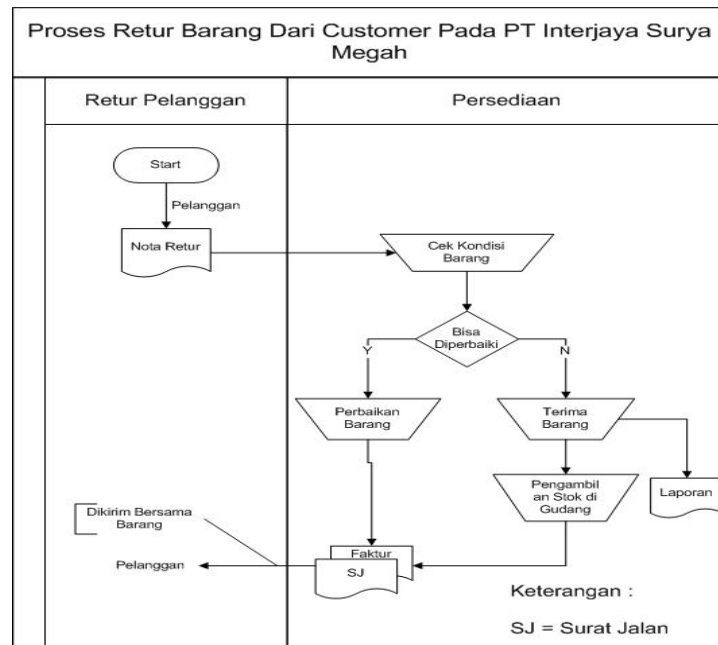 Proses Retur Barang Dari Customer Pada PT Interjaya Surya
Megah
Retur Pelanggan
Persediaan
Start
Pelanggan
Nota Retur
Cek Kondisi
Barang
Bisa
Diperbaiki
Y
N
Perbaikan
Barang
Terima
Barang
Pengambil
an Stok di
Gudang
Laporan
Dikirim Bersama
Barang
Faktur
SJ
Pelanggan
Keterangan :
SJ = Surat Jalan